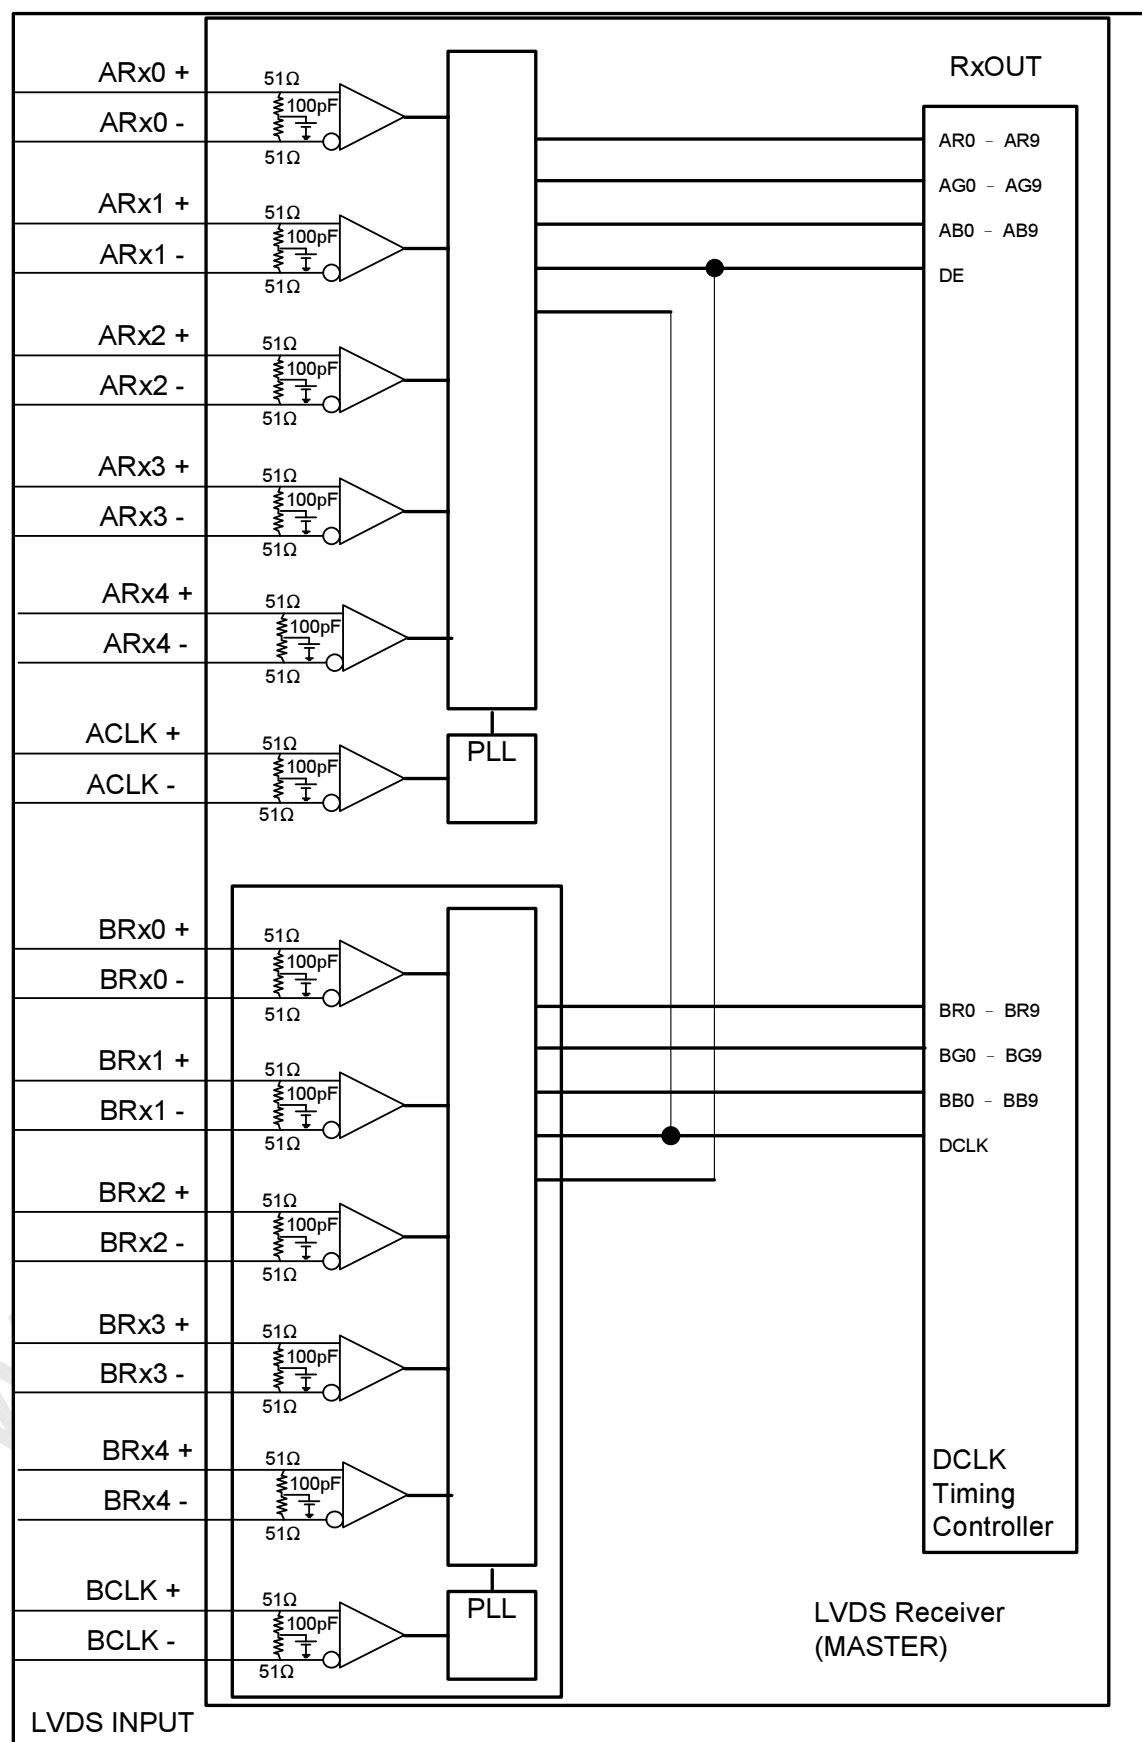 RxOUT
ARx0 +
51Ω
100pF
ARx0 -
51Ω
AR0 – AR9
AG0 – AG9
ARx1 +
51Ω
100pF
AB0 – AB9
ARx1 -
51Ω
DE
ARx2 +
51Ω
100pF
ARx2 -
51Ω
ARx3 +
51Ω
100pF
ARx3 -
51Ω
ARx4 +
51Ω
100pF
ARx4 -
51Ω
ACLK +
51Ω
PLL
100pF
ACLK -
51Ω
BRx0 +
51Ω
100pF
BRx0 -
51Ω
BR0 – BR9
BG0 – BG9
BRx1 +
51Ω
100pF
BB0 – BB9
BRx1 -
51Ω
DCLK
BRx2 +
51Ω
100pF
BRx2 -
51Ω
BRx3 +
51Ω
100pF
BRx3 -
51Ω
BRx4 +
51Ω
100pF
BRx4 -
51Ω
DCLK
Timing
Controller
BCLK +
51Ω
PLL
100pF
BCLK -
51Ω
LVDS Receiver
(MASTER)
LVDS INPUT